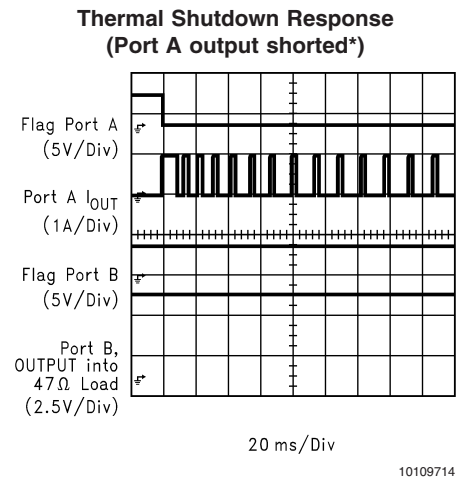 Thermal Shutdown Response
(Port A output shorted*)
Flag Port A
(5V/Div)
Port A IOUT
(1A/Div)
Flag Port B
(5V/Div)
Port B,
OUTPUT into
47Ω Load
(2.5V/Div)
20 ms/Div
10109714